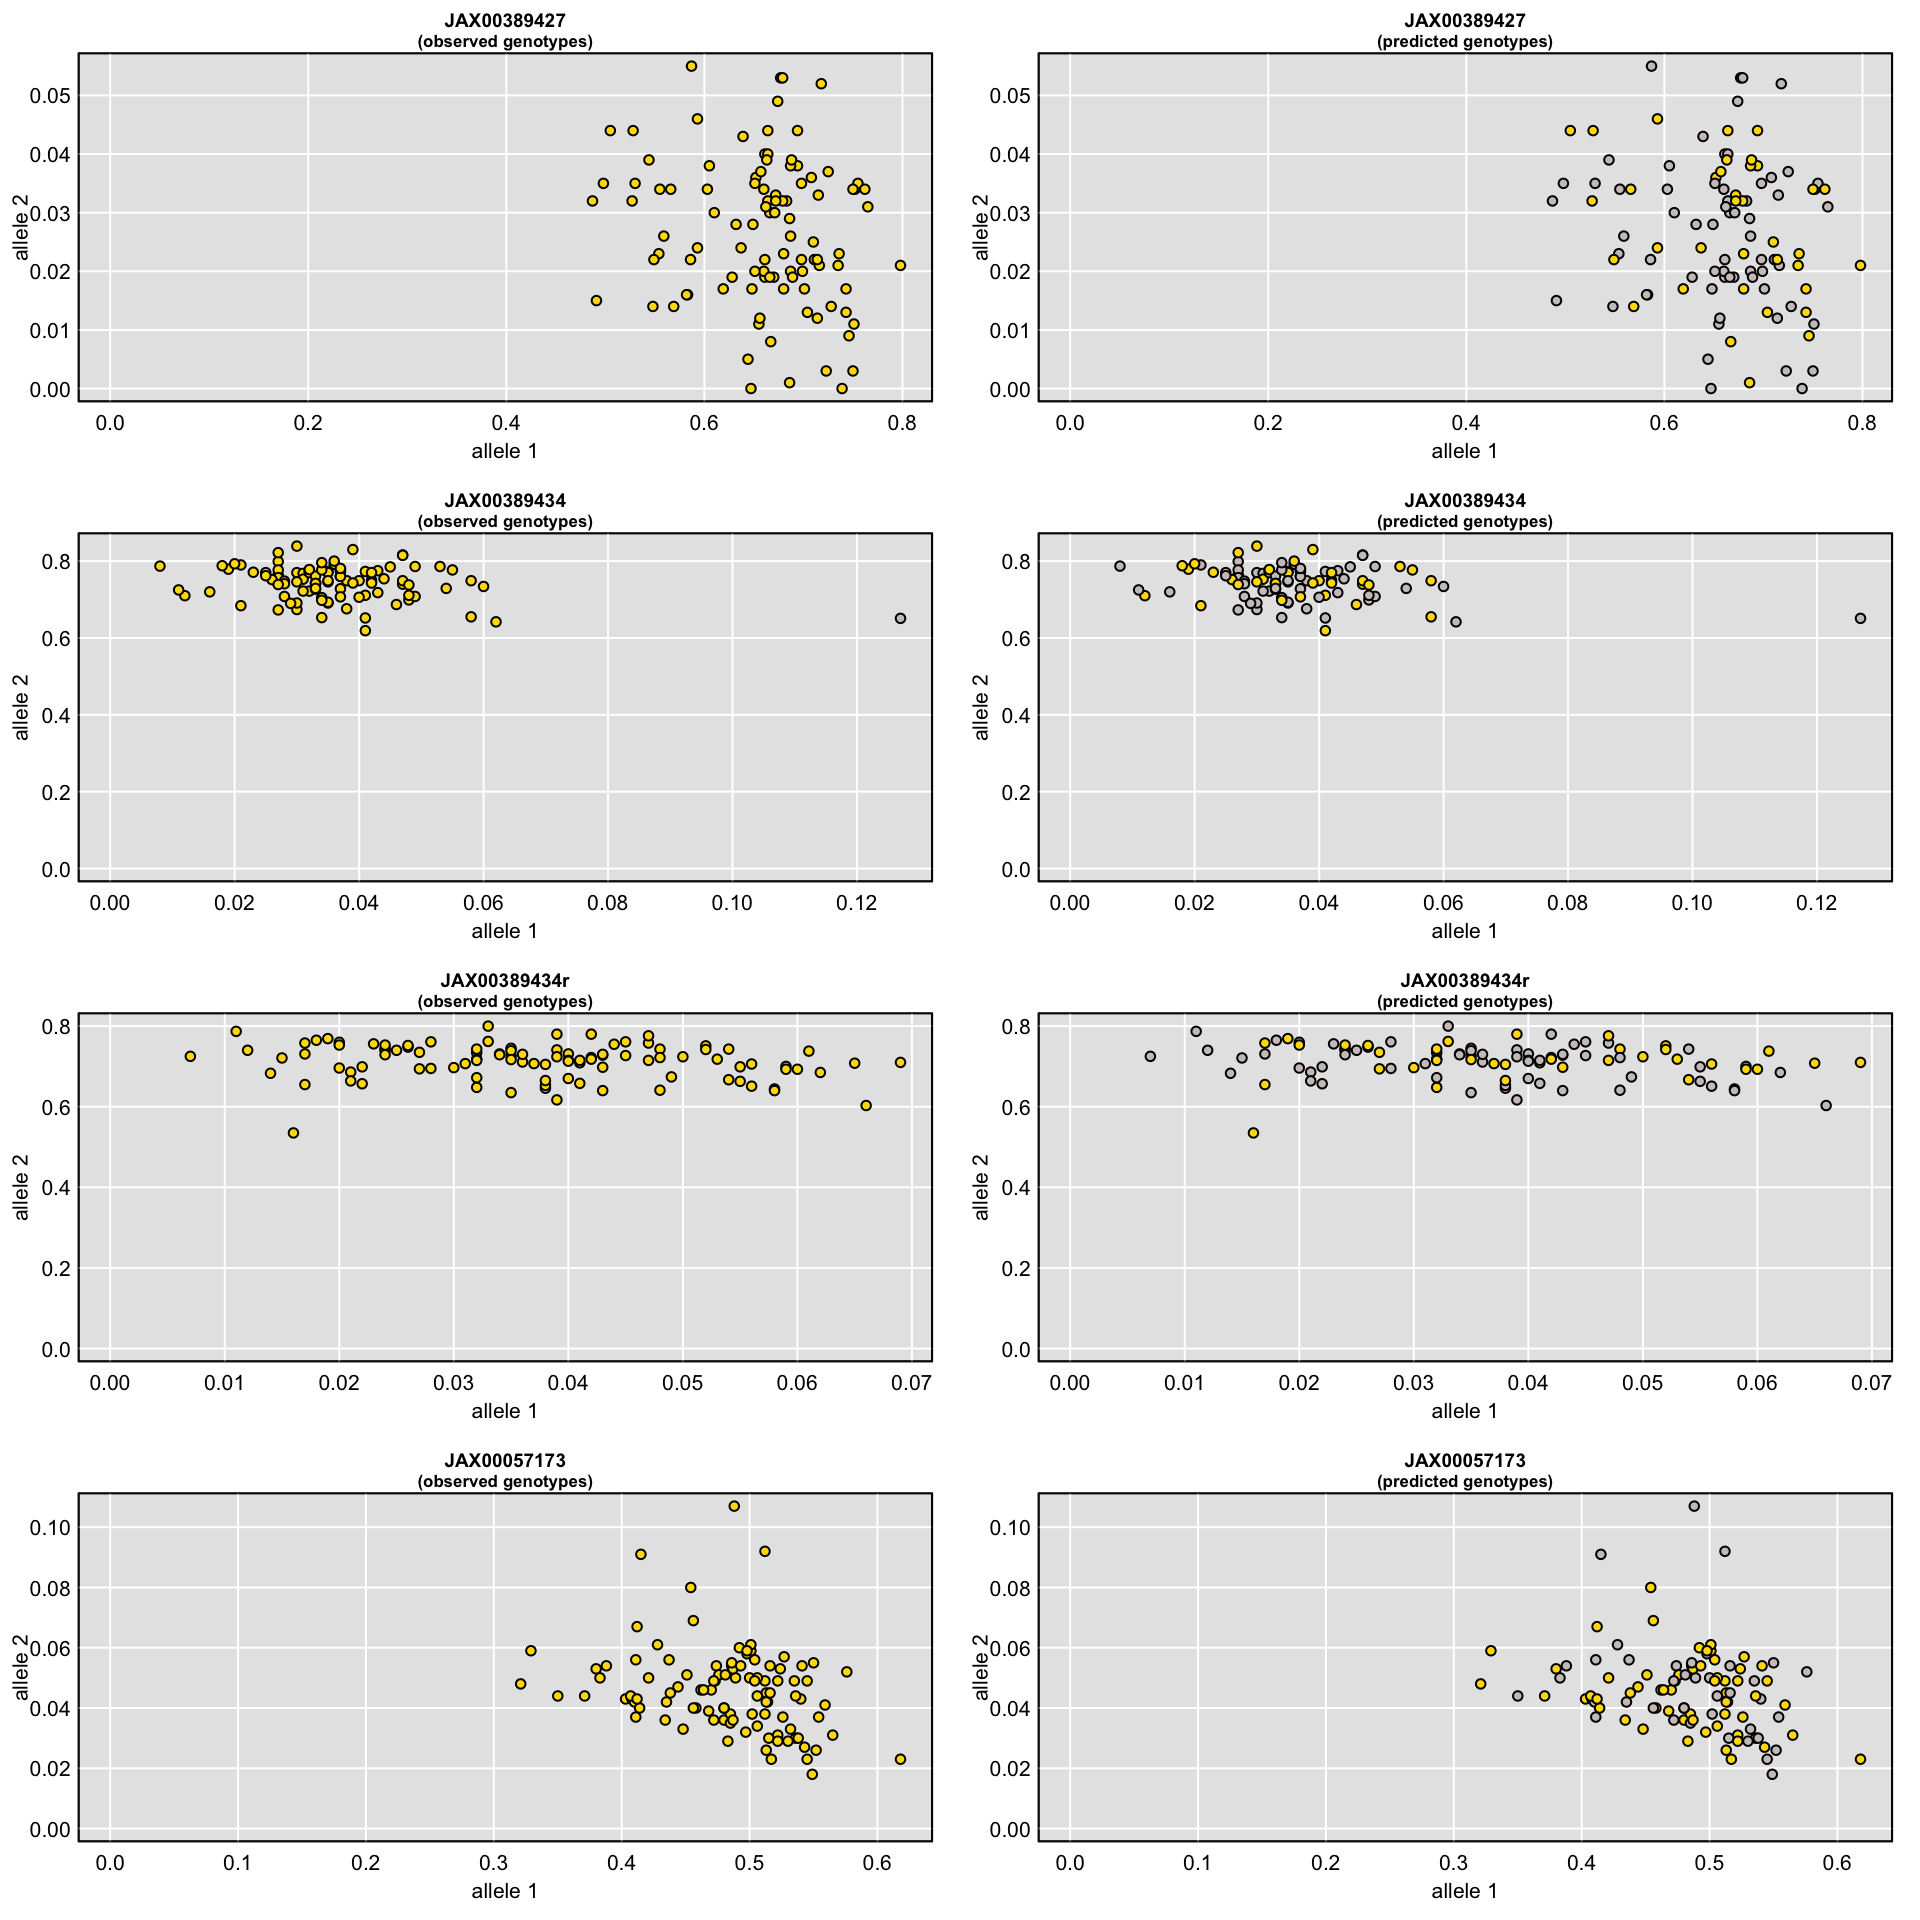 JAX00389427
(observed genotypes)
allele 2
0.05
0.04
0.03
0.02
0.01
0.00
0.0 0.2 0.4 0.6 0.8
allele 1
JAX00389427
(predicted genotypes)
allele 2
0.05
0.04
0.03
0.02
0.01
0.00
0.0 0.2 0.4 0.6 0.8
allele 1
JAX00389434
(observed genotypes)
allele 2
0.8
0.6
0.4
0.2
0.0
0.00 0.02 0.04 0.06 0.08 0.10 0.12
allele 1
JAX00389434
(predicted genotypes)
allele 2
0.8
0.6
0.4
0.2
0.0
0.00 0.02 0.04 0.06 0.08 0.10 0.12
allele 1
JAX00389434r
(observed genotypes)
allele 2
0.8
0.6
0.4
0.2
0.0
0.00 0.01 0.02 0.03 0.04 0.05 0.06 0.07
allele 1
JAX00389434r
(predicted genotypes)
allele 2
0.8
0.6
0.4
0.2
0.0
0.00 0.01 0.02 0.03 0.04 0.05 0.06 0.07
allele 1
JAX00057173
(observed genotypes)
allele 2
0.10
0.08
0.06
0.04
0.02
0.00
0.0 0.1 0.2 0.3 0.4 0.5 0.6
allele 1
JAX00057173
(predicted genotypes)
allele 2
0.10
0.08
0.06
0.04
0.02
0.00
0.0 0.1 0.2 0.3 0.4 0.5 0.6
allele 1